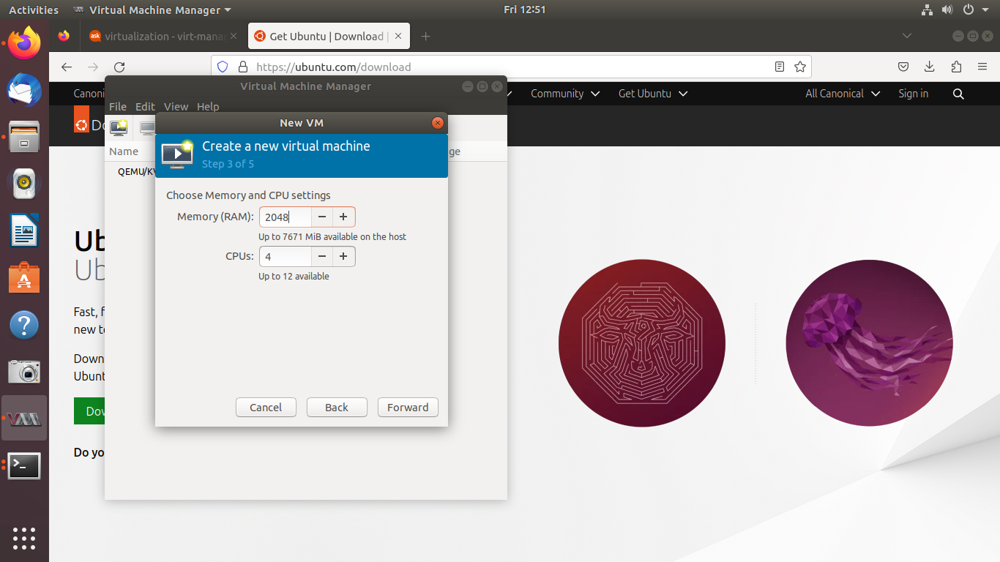 Activities Virtual Machine Manager Fri 12:51
ask virtualization - virt-mana Get Ubuntu | Download |
https://ubuntu.com/download
Virtual Machine Manager
Canoni Community Get Ubuntu All Canonical Sign in
File Edit View Help
Do
New VM
Create a new virtual machine
Step 3 of 5
Name ge
QEMU/KV
Choose Memory and CPU settings
Memory (RAM): 2048
Up to 7671 MiB available on the host
CPUs: 4
Up to 12 available
Ub
Ub
Fast, f
new to
Down
Ubunt
Dov
Cancel Back Forward
Do yo